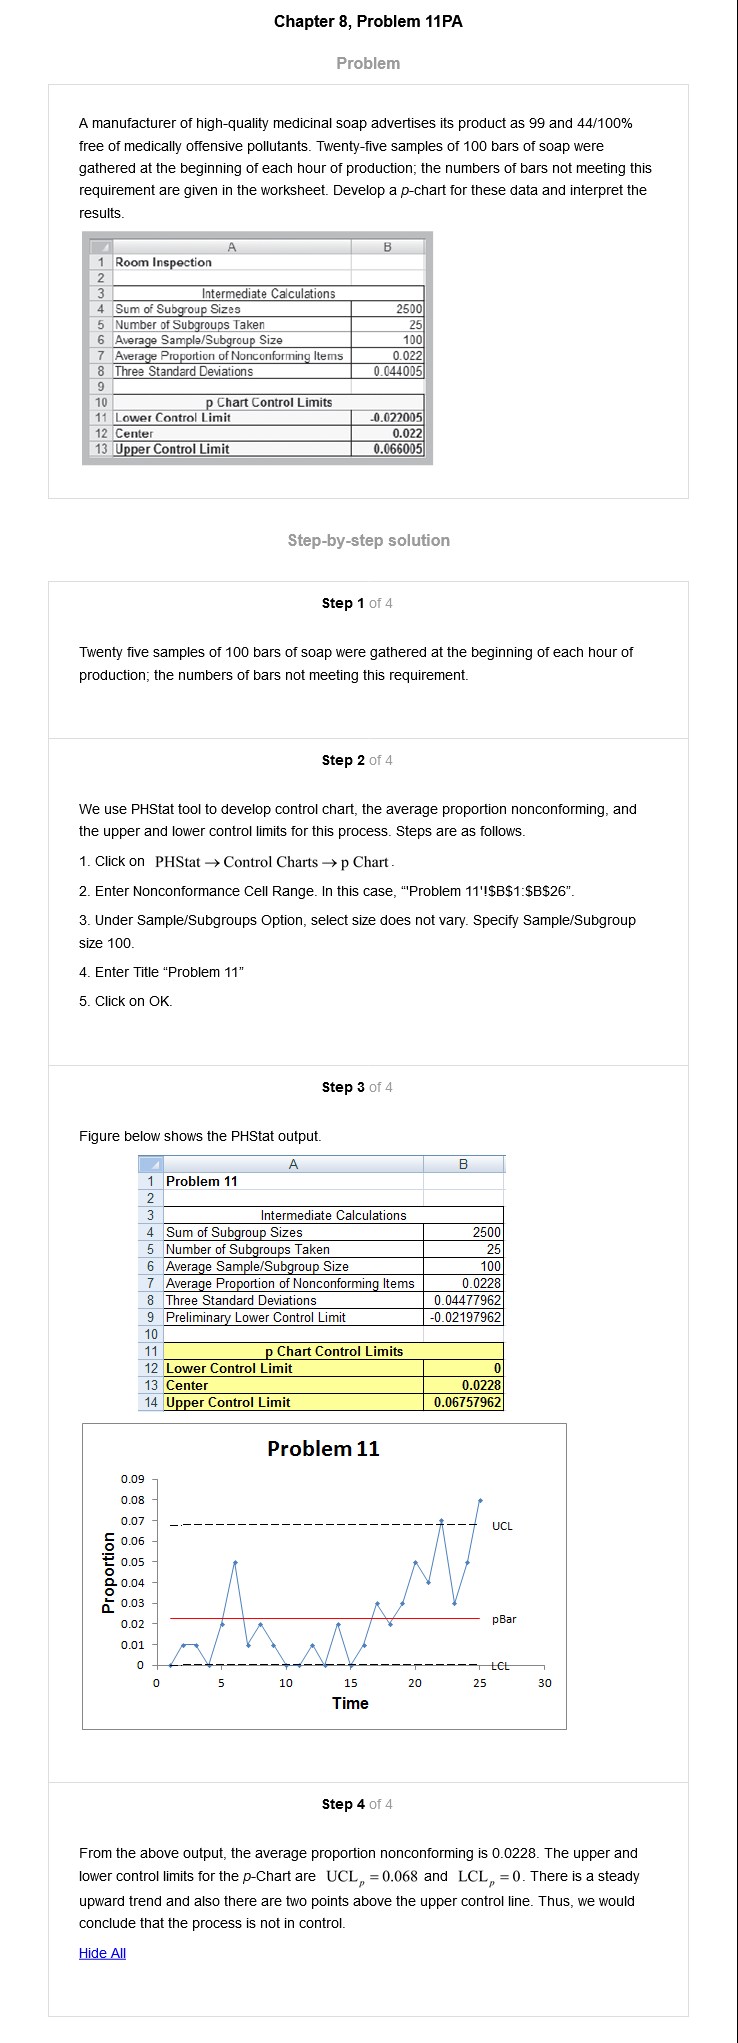 Chapter 8, Problem 11PA
Problem
A manufacturer of high-quality medicinal soap advertises its product as 99 and 44/100%
free of medically offensive pollutants. Twenty-five samples of 100 bars of soap were
gathered at the beginning of each hour of production; the numbers of bars not meeting this
requirement are given in the worksheet. Develop a p-chart for these data and interpret the
results.
A B
1 Room Inspection
2
3 Intermediate Calculations
4 Sum of Subgroup Sizes 2500
5 Number of Subgroups Taken 25
6 Average Sample/Subgroup Size 100
7 Average Proportion of Nonconforming Items 0.022
8 Three Standard Deviations 0.044005
9
10 p Chart Control Limits
11 Lower Control Limit -0.022005
12 Center 0.022
13 Upper Control Limit 0.066005
Step-by-step solution
Step 1 of 4
Twenty five samples of 100 bars of soap were gathered at the beginning of each hour of
production; the numbers of bars not meeting this requirement.
Step 2 of 4
We use PHStat tool to develop control chart, the average proportion nonconforming, and
the upper and lower control limits for this process. Steps are as follows.
1. Click on PHStat → Control Charts → p Chart.
2. Enter Nonconformance Cell Range. In this case, “'Problem 11'!$B$1:$B$26”.
3. Under Sample/Subgroups Option, select size does not vary. Specify Sample/Subgroup
size 100.
4. Enter Title “Problem 11”
5. Click on OK.
Step 3 of 4
Figure below shows the PHStat output.
A B
1 Problem 11
2
3 Intermediate Calculations
4 Sum of Subgroup Sizes 2500
5 Number of Subgroups Taken 25
6 Average Sample/Subgroup Size 100
7 Average Proportion of Nonconforming Items 0.0228
8 Three Standard Deviations 0.04477962
9 Preliminary Lower Control Limit -0.02197962
10
11 p Chart Control Limits
12 Lower Control Limit 0
13 Center 0.0228
14 Upper Control Limit 0.06757962
Problem 11
Proportion
0.09
0.08
0.07
0.06
0.05
0.04
0.03
0.02
0.01
0
UCL
pBar
LCL
0 5 10 15 20 25 30
Time
Step 4 of 4
From the above output, the average proportion nonconforming is 0.0228. The upper and
lower control limits for the p-Chart are UCLp = 0.068 and LCLp = 0. There is a steady
upward trend and also there are two points above the upper control line. Thus, we would
conclude that the process is not in control.
Hide All